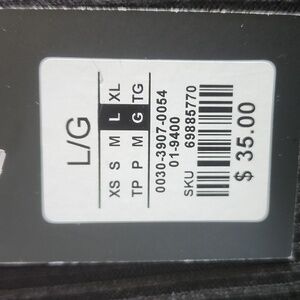 L/G
XS S M L XL
TP P M G TG
0030-3907-0054
01-9400
SKU 69885770
$ 35.00